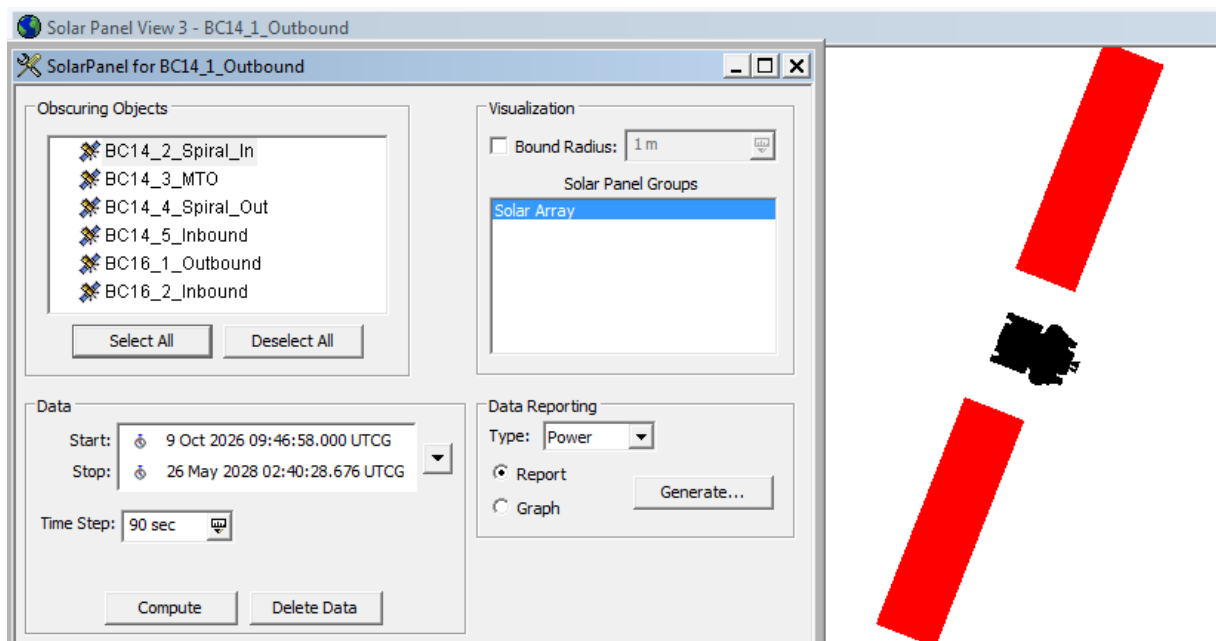 Solar Panel View 3 - BC14_1_Outbound
SolarPanel for BC14_1_Outbound
Obscuring Objects
BC14_2_Spiral_In
BC14_3_MTO
BC14_4_Spiral_Out
BC14_5_Inbound
BC16_1_Outbound
BC16_2_Inbound
Select All
Deselect All
Visualization
Bound Radius: 1 m
Solar Panel Groups
Solar Array
Data
Start: 9 Oct 2026 09:46:58.000 UTCG
Stop: 26 May 2028 02:40:28.676 UTCG
Time Step: 90 sec
Compute
Delete Data
Data Reporting
Type: Power
Report
Graph
Generate...